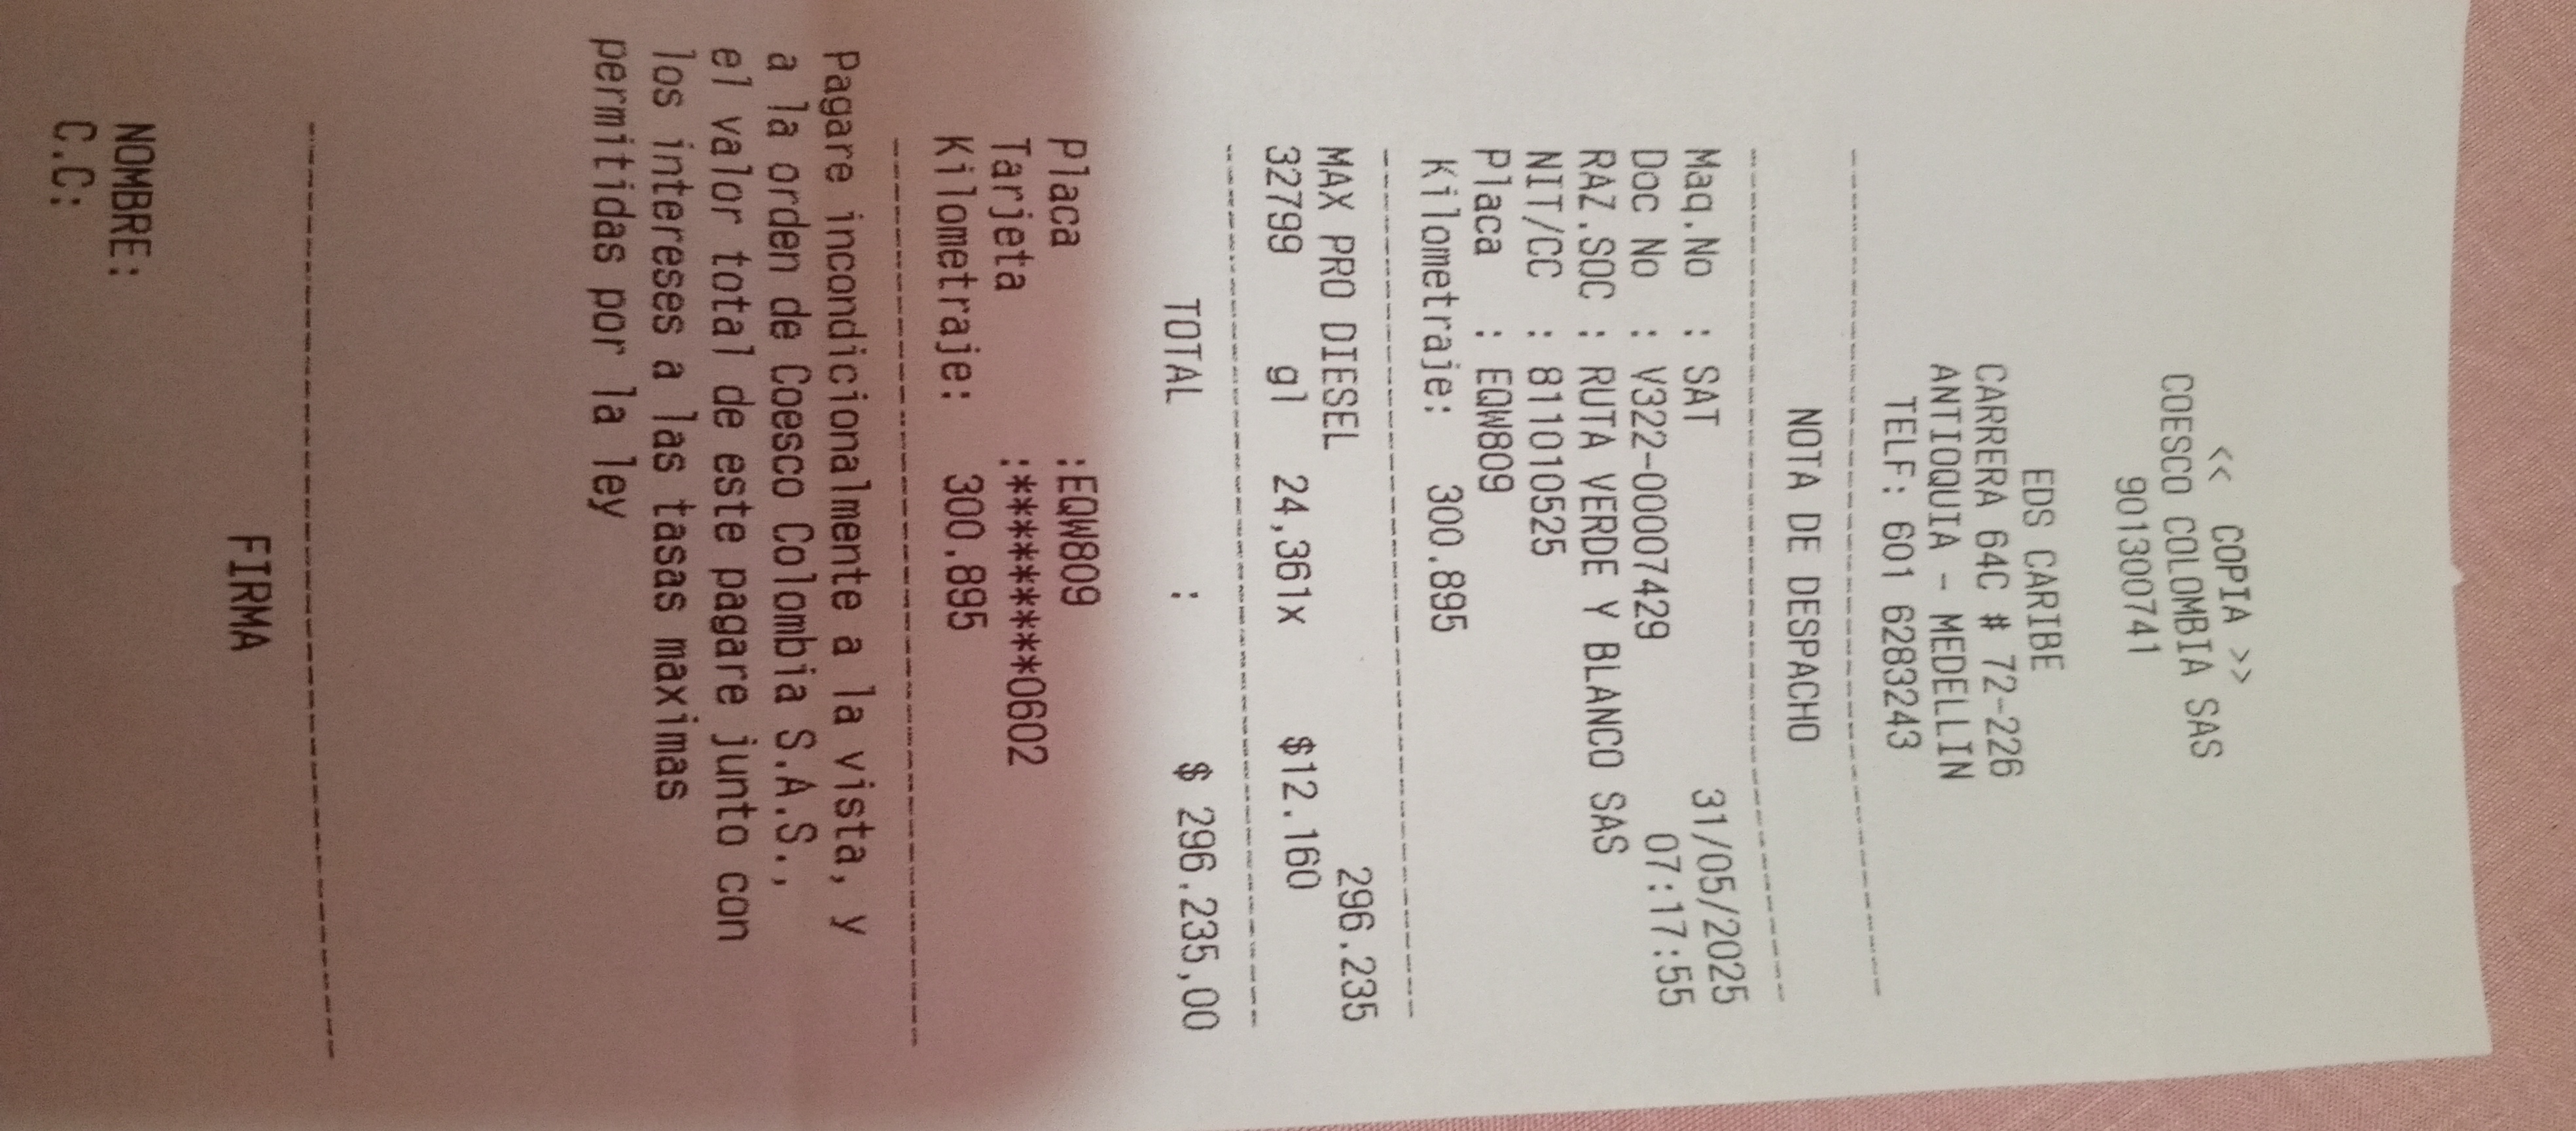 << COPIA >>
COESCO COLOMBIA SAS
901300741
EDS CARIBE
CARRERA 64C # 72-226
ANTIOQUIA - MEDELLIN
TELF: 601 6283243
NOTA DE DESPACHO
31/05/2025
Maq.No : SAT 07:17:55
Doc No : V322-00007429
RAZ.SOC : RUTA VERDE Y BLANCO SAS
NIT/CC : 811010525
Placa : EQW809
Kilometraje: 300.895
MAX PRO DIESEL 296.235
32799 gl 24,361x $12.160
TOTAL : $ 296.235,00
Placa :EQW809
Tarjeta :************0602
Kilometraje: 300.895
Pagare incondicionalmente a la vista, y
a la orden de Coesco Colombia S.A.S.,
el valor total de este pagare junto con
los intereses a las tasas maximas
permitidas por la ley
FIRMA
NOMBRE:
C.C: